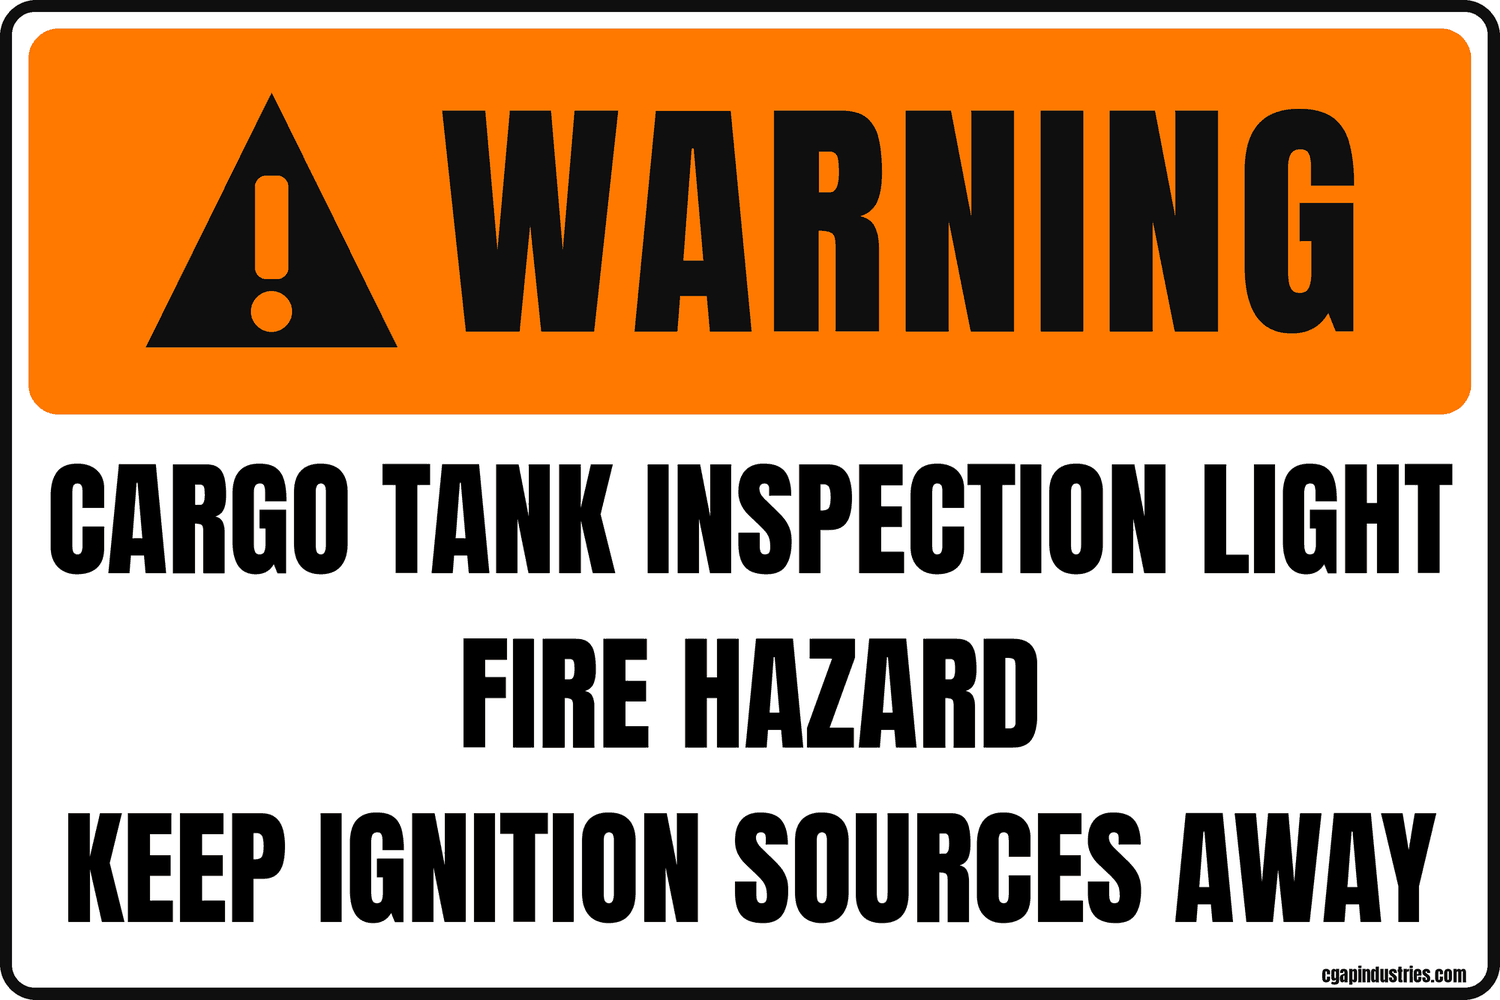 WARNING
CARGO TANK INSPECTION LIGHT
FIRE HAZARD
KEEP IGNITION SOURCES AWAY
cgapindustries.com